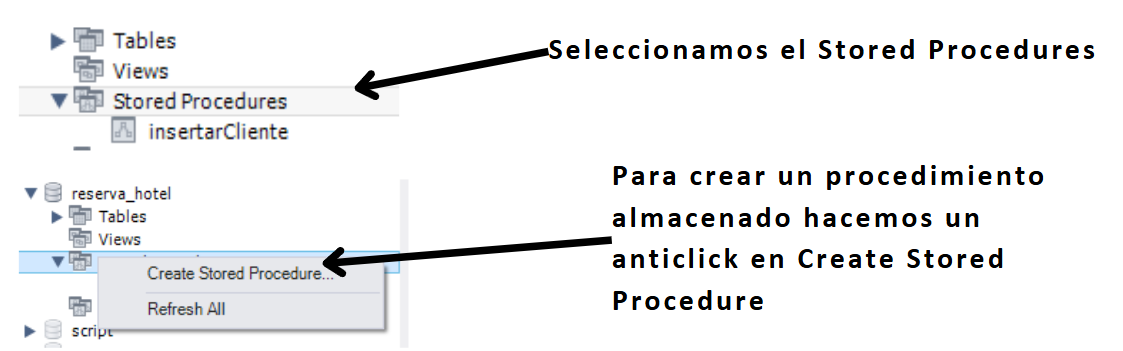 Tables
Seleccionamos el Stored Procedures
Views
Stored Procedures
insertarCliente
reserva_hotel
Tables
Views
Create Stored Procedure...
Refresh All
script
Para crear un procedimiento
almacenado hacemos un
anticlick en Create Stored
Procedure